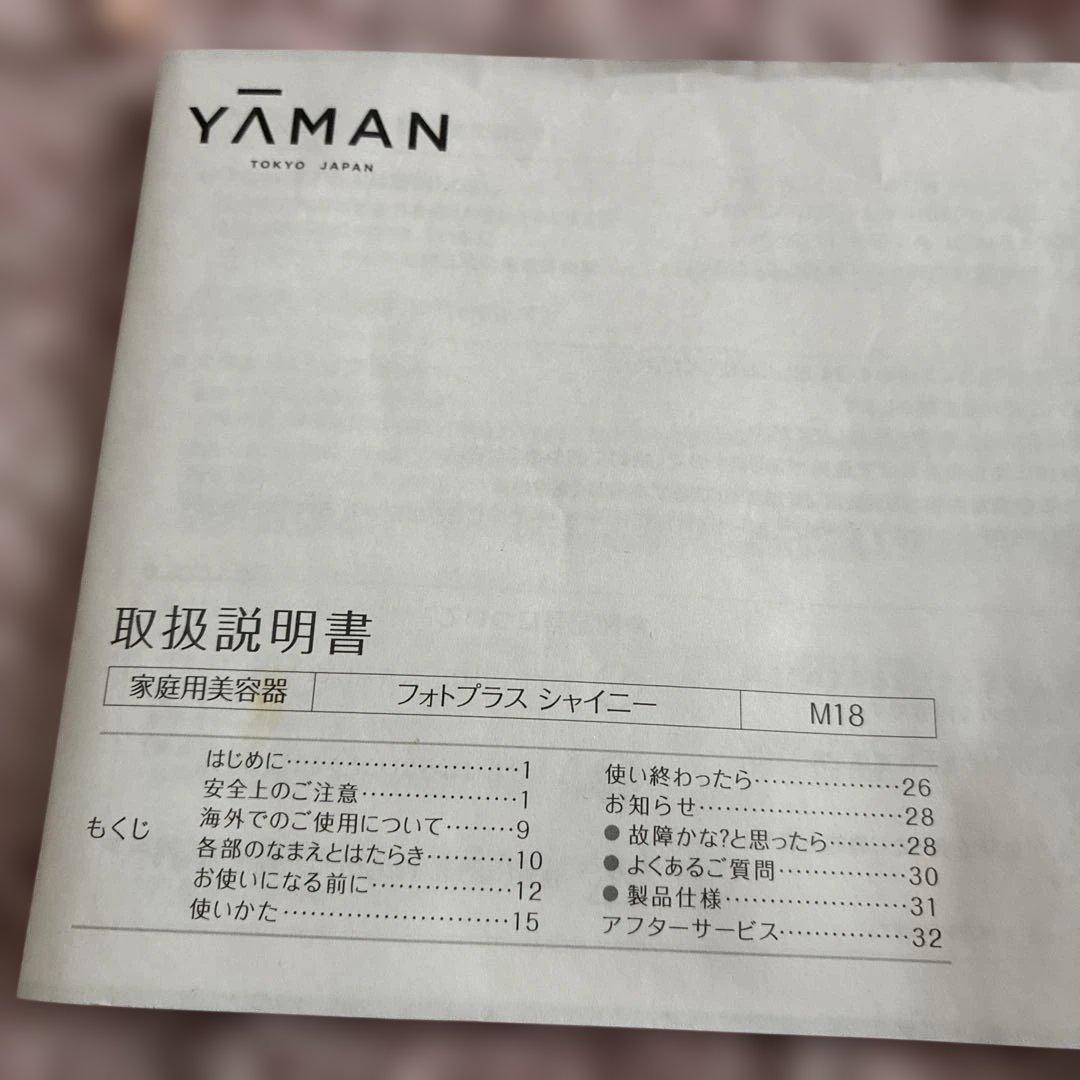 YAMAN
TOKYO JAPAN
取扱説明書
家庭用美容器 フォトプラス シャイニー M18
もくじ
はじめに··························1
安全上のご注意··················1
海外でのご使用について········9
各部のなまえとはたらき··········10
お使いになる前に················12
使いかた··························15
使い終わったら·················26
お知らせ···························28
●故障かな?と思ったら·········28
●よくあるご質問···············30
●製品仕様·····················31
アフターサービス···············32